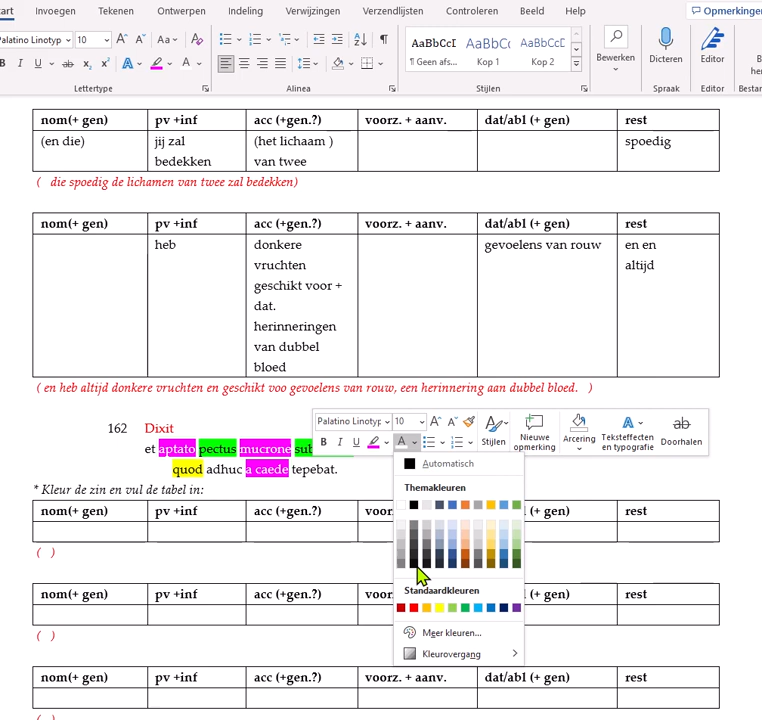 Invoegen Tekenen Ontwerpen Indeling Verwijzingen Verzendlijsten Controleren Beeld Help Opmerkingen
alatino Linotyp 10 Aa
Geen afs... Kop 1 Kop 2
Bewerken Dicteren Editor
Lettertype Alinea Stijlen Spraak Editor
nom(+ gen) pv +inf acc (+gen.?) voorz. + aanv. dat/abl (+ gen) rest
(en die) jij zal (het lichaam ) spoedig
bedekken van twee
( die spoedig de lichamen van twee zal bedekken)
nom(+ gen) pv +inf acc (+gen.?) voorz. + aanv. dat/abl (+ gen) rest
heb donkere gevoelens van rouw en en
vruchten altijd
geschikt voor +
dat.
herinneringen
van dubbel
bloed
( en heb altijd donkere vruchten en geschikt voo gevoelens van rouw, een herinnering aan dubbel bloed. )
162 Dixit
Palatino Linotyp 10
Stijlen Nieuwe opmerking Arcering Teksteffecten en typografie Doorhalen
et aptato pectus mucrone
quod adhuc a caede tepebat.
Automatisch
Themakleuren
* Kleur de zin en vul de tabel in:
nom(+ gen) pv +inf acc (+gen.?) l (+ gen) rest
( )
Standaardkleuren
nom(+ gen) pv +inf acc (+gen.?) l (+ gen) rest
( )
Meer kleuren...
Kleurovergang
nom(+ gen) pv +inf acc (+gen.?) voorz. + aanv. dat/abl (+ gen) rest